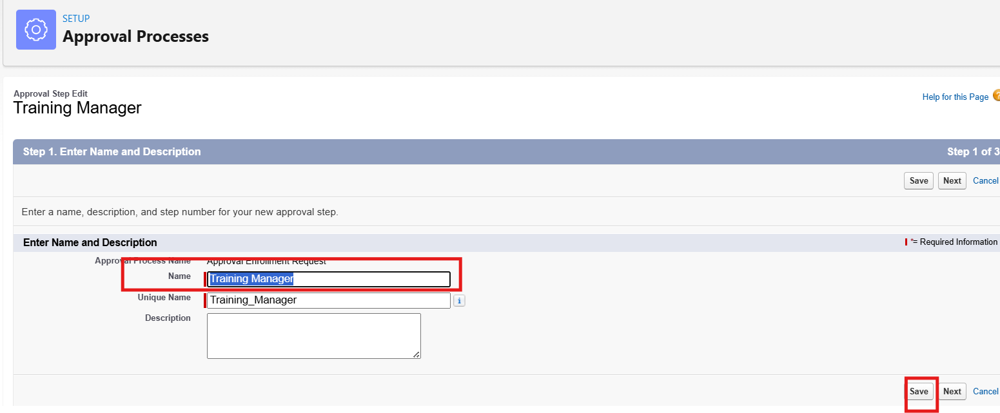 SETUP
Approval Processes
Approval Step Edit
Training Manager
Help for this Page
Step 1. Enter Name and Description
Step 1 of 3
Save Next Cancel
Enter a name, description, and step number for your new approval step.
Enter Name and Description
*= Required Information
Approval Process Name Approval Enrollment Request
Name Training Manager
Unique Name Training_Manager i
Description
Save Next Cancel